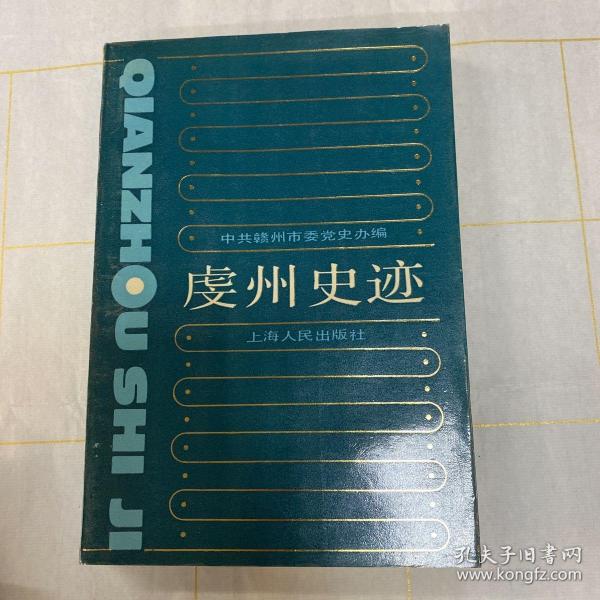 QIANZHOU SHI JI
中共赣州市委党史办编
虔州史迹
上海人民出版社
孔夫子旧書网
www.kongfz.com